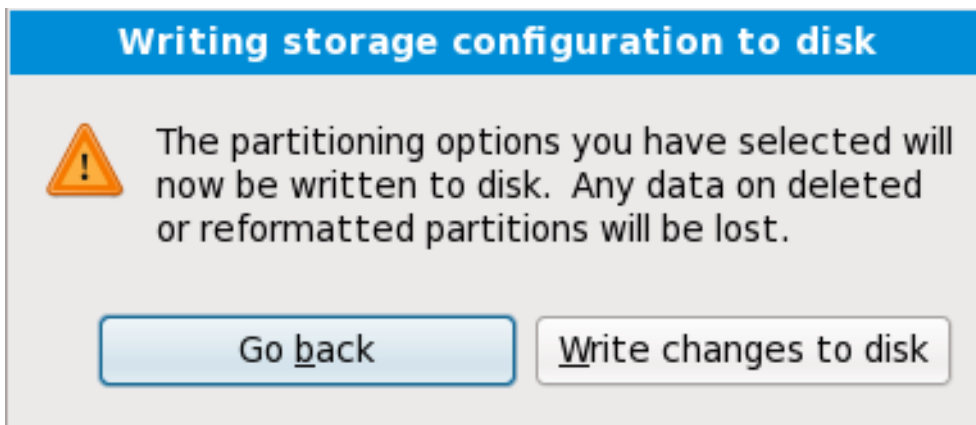 Writing storage configuration to disk
The partitioning options you have selected will
now be written to disk.  Any data on deleted
or reformatted partitions will be lost.
Go back
Write changes to disk